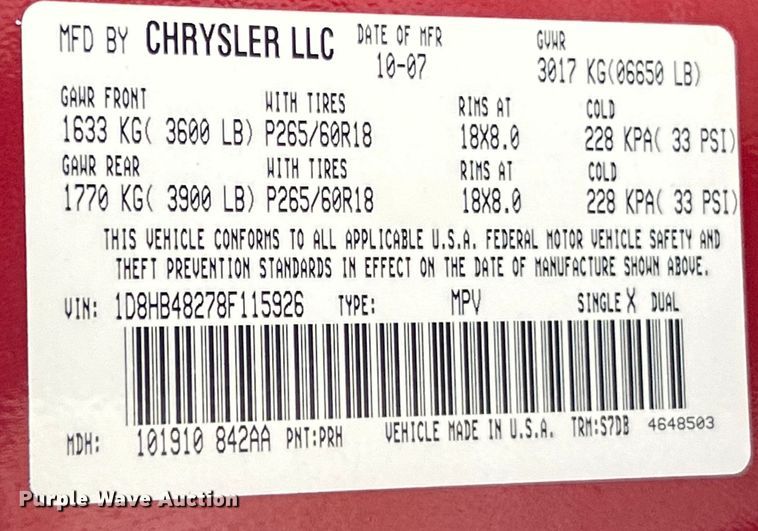 MFD BY CHRYSLER LLC DATE OF MFR GVWR
10-07 3017 KG(06650 LB)
GAWR FRONT WITH TIRES RIMS AT COLD
1633 KG( 3600 LB) P265/60R18 18X8.0 228 KPA( 33 PSI)
GAWR REAR WITH TIRES RIMS AT COLD
1770 KG( 3900 LB) P265/60R18 18X8.0 228 KPA( 33 PSI)
THIS VEHICLE CONFORMS TO ALL APPLICABLE U.S.A. FEDERAL MOTOR VEHICLE SAFETY AND
THEFT PREVENTION STANDARDS IN EFFECT ON THE DATE OF MANUFACTURE SHOWN ABOVE.
VIN: 1D8HB48278F115926 TYPE: MPV SINGLE X DUAL
MDH: 101910 842AA PNT:PRH VEHICLE MADE IN U.S.A. TRM:S7DB 4648503
Purple Wave Auction